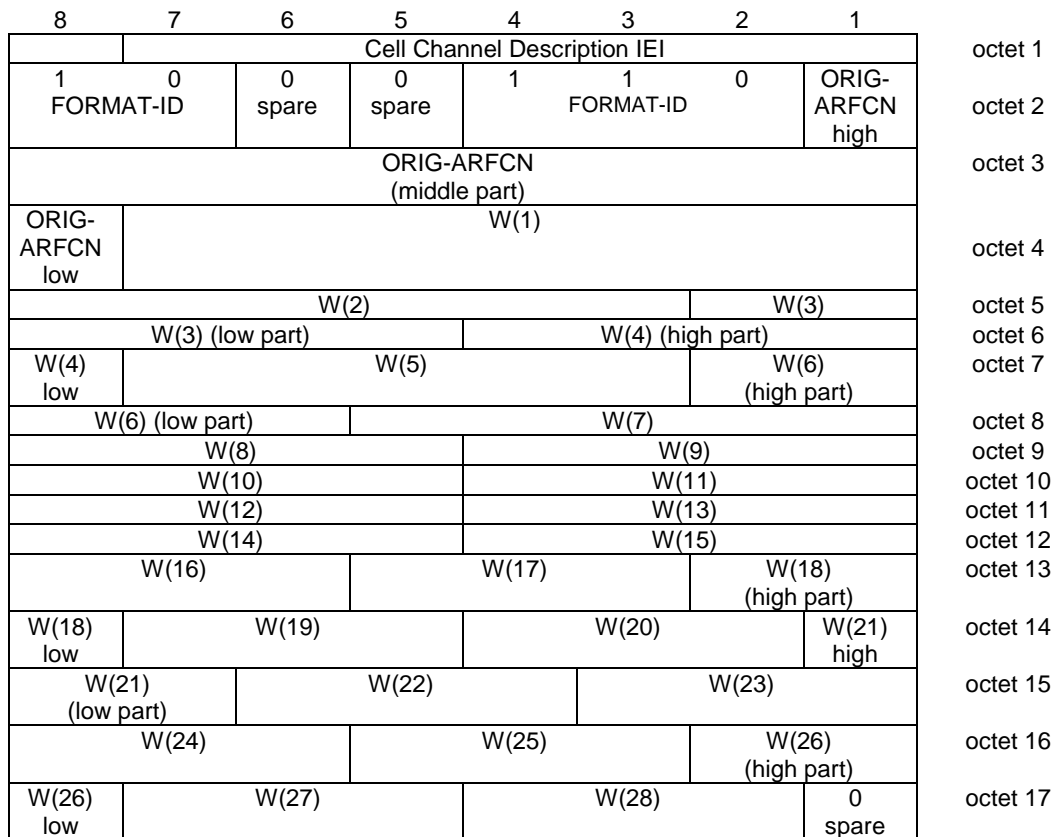 8 7 6 5 4 3 2 1
Cell Channel Description IEI octet 1
1 0 0 0 1 1 0 ORIG-
FORMAT-ID spare spare FORMAT-ID ARFCN octet 2
high
ORIG-ARFCN octet 3
(middle part)
ORIG- W(1)
ARFCN octet 4
low
W(2) W(3) octet 5
W(3) (low part) W(4) (high part) octet 6
W(4) W(5) W(6) octet 7
low (high part)
W(6) (low part) W(7) octet 8
W(8) W(9) octet 9
W(10) W(11) octet 10
W(12) W(13) octet 11
W(14) W(15) octet 12
W(16) W(17) W(18) octet 13
(high part)
W(18) W(19) W(20) W(21) octet 14
low high
W(21) W(22) W(23) octet 15
(low part)
W(24) W(25) W(26) octet 16
(high part)
W(26) W(27) W(28) 0 octet 17
low spare